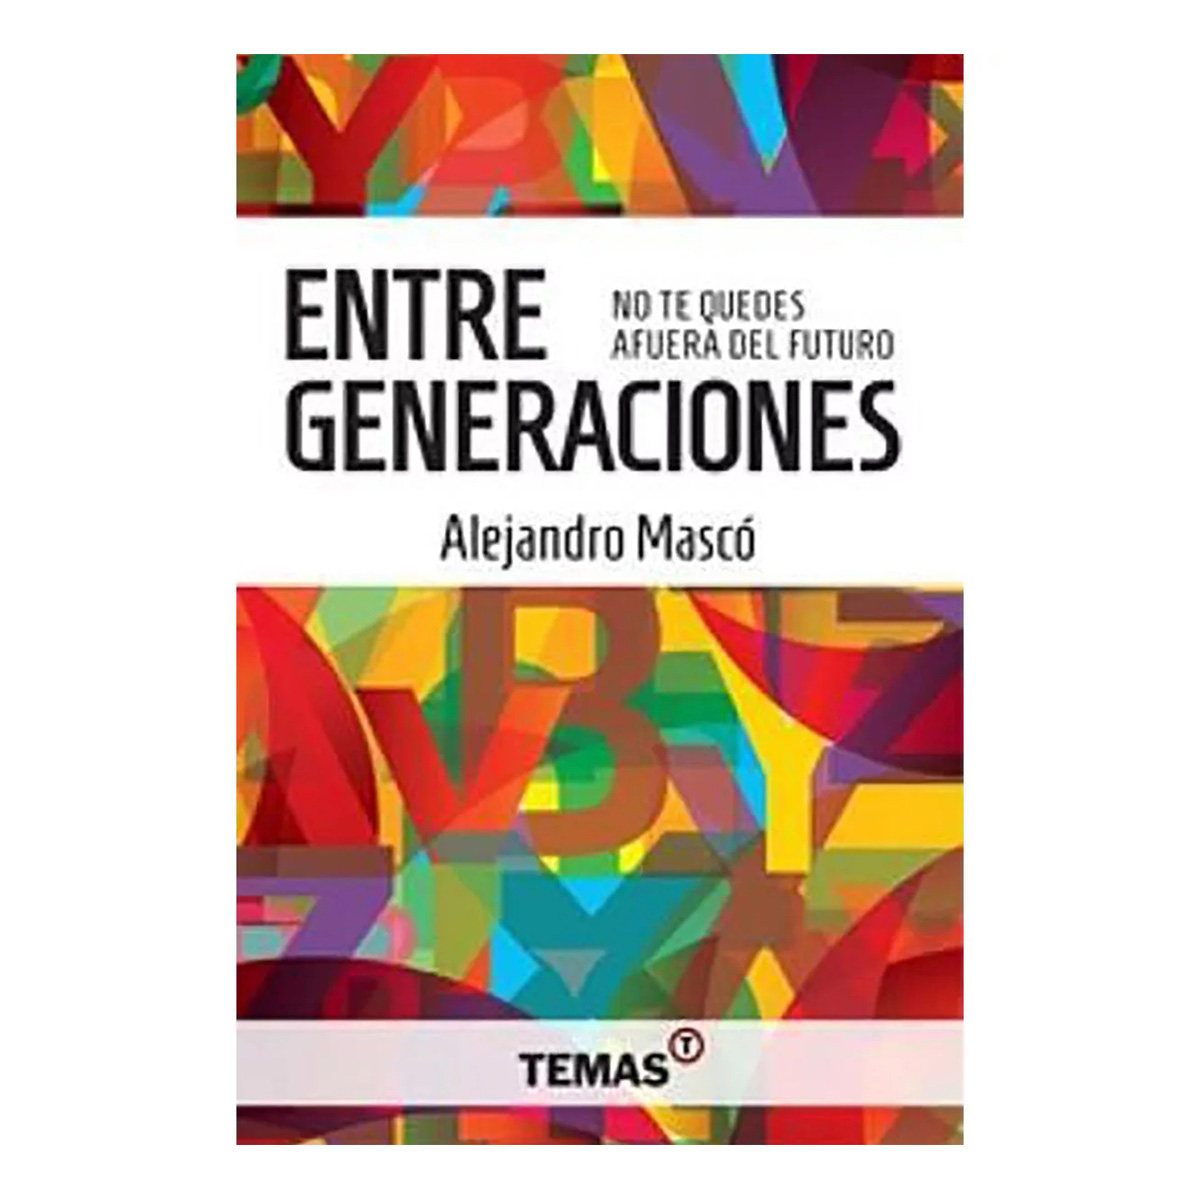 ENTRE
NO TE QUEDES
AFUERA DEL FUTURO
GENERACIONES
Alejandro Mascó
TEMAS T